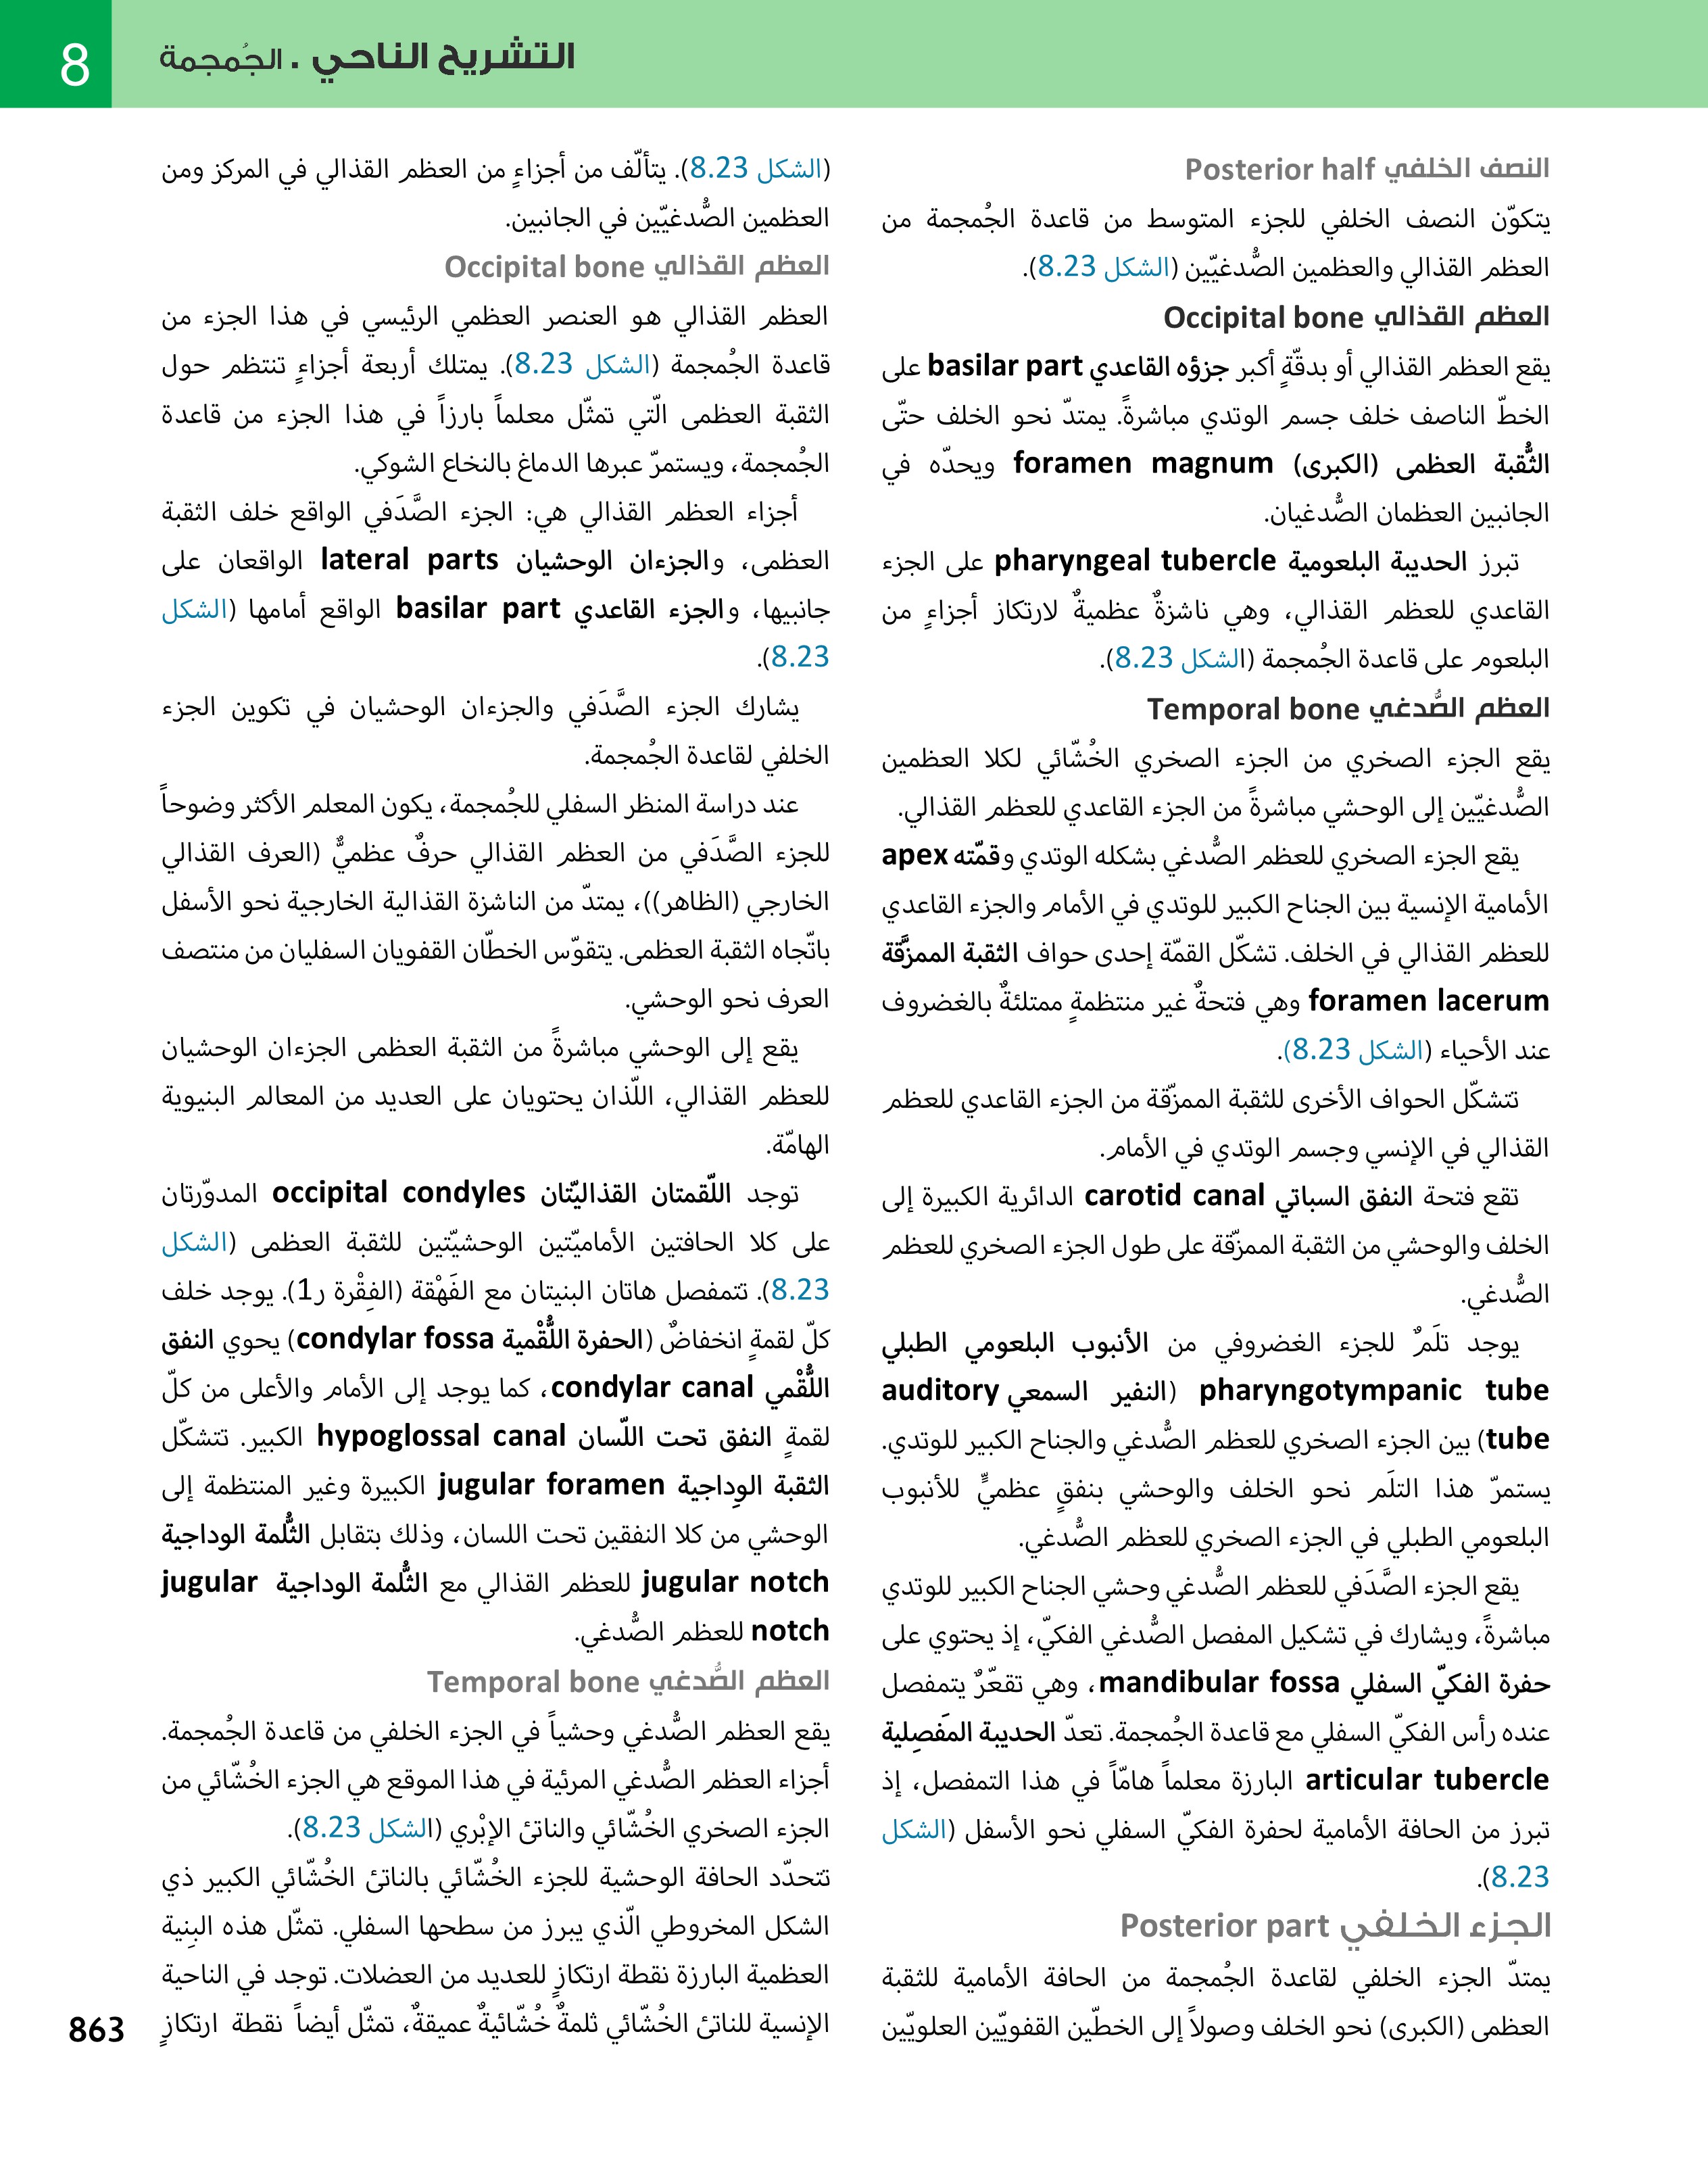 8
التشريح الناحي . الجُمجمة
النصف الخلفي Posterior half
يتكوّن النصف الخلفي للجزء المتوسط من قاعدة الجُمجمة من
العظم القذالي والعظمين الصُّدغيّين (الشكل 8.23).
العظم القذالي Occipital bone
يقع العظم القذالي أو بدقّةٍ أكبر جزؤه القاعدي basilar part على
الخطّ الناصف خلف جسم الوتدي مباشرةً. يمتدّ نحو الخلف حتّى
الثُّقبة العظمى (الكبرى) foramen magnum ويحدّه في
الجانبين العظمان الصُّدغيان.
تبرز الحديبة البلعومية pharyngeal tubercle على الجزء
القاعدي للعظم القذالي، وهي ناشزةٌ عظميةٌ لارتكاز أجزاءٍ من
البلعوم على قاعدة الجُمجمة (الشكل 8.23).
العظم الصُّدغي Temporal bone
يقع الجزء الصخري من الجزء الصخري الخُشّائي لكلا العظمين
الصُّدغيّين إلى الوحشي مباشرةً من الجزء القاعدي للعظم القذالي.
يقع الجزء الصخري للعظم الصُّدغي بشكله الوتدي وقمّته apex
الأمامية الإنسية بين الجناح الكبير للوتدي في الأمام والجزء القاعدي
للعظم القذالي في الخلف. تشكّل القمّة إحدى حواف الثقبة الممزَّقة
foramen lacerum وهي فتحةٌ غير منتظمةٍ ممتلئةٌ بالغضروف
عند الأحياء (الشكل 8.23).
تتشكّل الحواف الأخرى للثقبة الممزّقة من الجزء القاعدي للعظم
القذالي في الإنسي وجسم الوتدي في الأمام.
تقع فتحة النفق السباتي carotid canal الدائرية الكبيرة إلى
الخلف والوحشي من الثقبة الممزّقة على طول الجزء الصخري للعظم
الصُّدغي.
يوجد تلَمٌ للجزء الغضروفي من الأنبوب البلعومي الطبلي
pharyngotympanic tube (النفير السمعي auditory
tube) بين الجزء الصخري للعظم الصُّدغي والجناح الكبير للوتدي.
يستمرّ هذا التلَم نحو الخلف والوحشي بنفقٍ عظميٍّ للأنبوب
البلعومي الطبلي في الجزء الصخري للعظم الصُّدغي.
يقع الجزء الصَّدَفي للعظم الصُّدغي وحشي الجناح الكبير للوتدي
مباشرةً، ويشارك في تشكيل المفصل الصُّدغي الفكيّ، إذ يحتوي على
حفرة الفكيّ السفلي mandibular fossa، وهي تقعّرٌ يتمفصل
عنده رأس الفكيّ السفلي مع قاعدة الجُمجمة. تعدّ الحديبة المَفصِلية
articular tubercle البارزة معلماً هامّاً في هذا التمفصل، إذ
تبرز من الحافة الأمامية لحفرة الفكيّ السفلي نحو الأسفل (الشكل
8.23).
الجزء الخلفي Posterior part
يمتدّ الجزء الخلفي لقاعدة الجُمجمة من الحافة الأمامية للثقبة
العظمى (الكبرى) نحو الخلف وصولاً إلى الخطّين القفويّين العلويّين
(الشكل 8.23). يتألّف من أجزاءٍ من العظم القذالي في المركز ومن
العظمين الصُّدغيّين في الجانبين.
العظم القذالي Occipital bone
العظم القذالي هو العنصر العظمي الرئيسي في هذا الجزء من
قاعدة الجُمجمة (الشكل 8.23). يمتلك أربعة أجزاءٍ تنتظم حول
الثقبة العظمى الّتي تمثّل معلماً بارزاً في هذا الجزء من قاعدة
الجُمجمة، ويستمرّ عبرها الدماغ بالنخاع الشوكي.
أجزاء العظم القذالي هي: الجزء الصَّدَفي الواقع خلف الثقبة
العظمى، والجزءان الوحشيان lateral parts الواقعان على
جانبيها، والجزء القاعدي basilar part الواقع أمامها (الشكل
8.23).
يشارك الجزء الصَّدَفي والجزءان الوحشيان في تكوين الجزء
الخلفي لقاعدة الجُمجمة.
عند دراسة المنظر السفلي للجُمجمة، يكون المعلم الأكثر وضوحاً
للجزء الصَّدَفي من العظم القذالي حرفٌ عظميٌّ (العرف القذالي
الخارجي (الظاهر))، يمتدّ من الناشزة القذالية الخارجية نحو الأسفل
باتّجاه الثقبة العظمى. يتقوّس الخطّان القفويان السفليان من منتصف
العرف نحو الوحشي.
يقع إلى الوحشي مباشرةً من الثقبة العظمى الجزءان الوحشيان
للعظم القذالي، اللّذان يحتويان على العديد من المعالم البنيوية
الهامّة.
توجد اللّقمتان القذاليّتان occipital condyles المدوّرتان
على كلا الحافتين الأماميّتين الوحشيّتين للثقبة العظمى (الشكل
8.23). تتمفصل هاتان البنيتان مع الفَهْقة (الفِقْرة ر1). يوجد خلف
كلّ لقمةٍ انخفاضٌ (الحفرة اللُّقْمية condylar fossa) يحوي النفق
اللُّقْمي condylar canal، كما يوجد إلى الأمام والأعلى من كلّ
لقمةٍ النفق تحت اللّسان hypoglossal canal الكبير. تتشكّل
الثقبة الوِداجية jugular foramen الكبيرة وغير المنتظمة إلى
الوحشي من كلا النفقين تحت اللسان، وذلك بتقابل الثُّلمة الوداجية
jugular notch للعظم القذالي مع الثُّلمة الوداجية jugular
notch للعظم الصُّدغي.
العظم الصُّدغي Temporal bone
يقع العظم الصُّدغي وحشياً في الجزء الخلفي من قاعدة الجُمجمة.
أجزاء العظم الصُّدغي المرئية في هذا الموقع هي الجزء الخُشّائي من
الجزء الصخري الخُشّائي والناتئ الإبْري (الشكل 8.23).
تتحدّد الحافة الوحشية للجزء الخُشّائي بالناتئ الخُشّائي الكبير ذي
الشكل المخروطي الّذي يبرز من سطحها السفلي. تمثّل هذه البِنية
العظمية البارزة نقطة ارتكازٍ للعديد من العضلات. توجد في الناحية
الإنسية للناتئ الخُشّائي ثلمةٌ خُشّائيةٌ عميقةٌ، تمثّل أيضاً نقطة ارتكازٍ
863